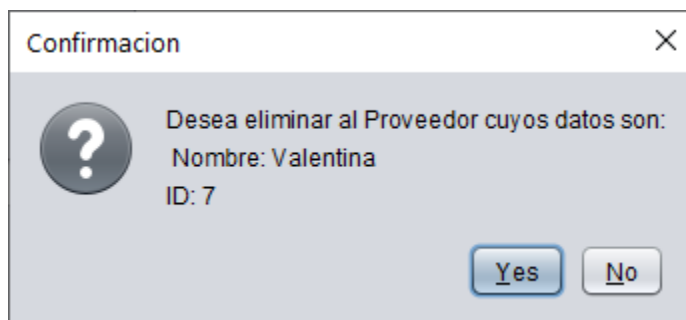 Confirmacion
Desea eliminar al Proveedor cuyos datos son:
Nombre: Valentina
ID: 7
Yes No